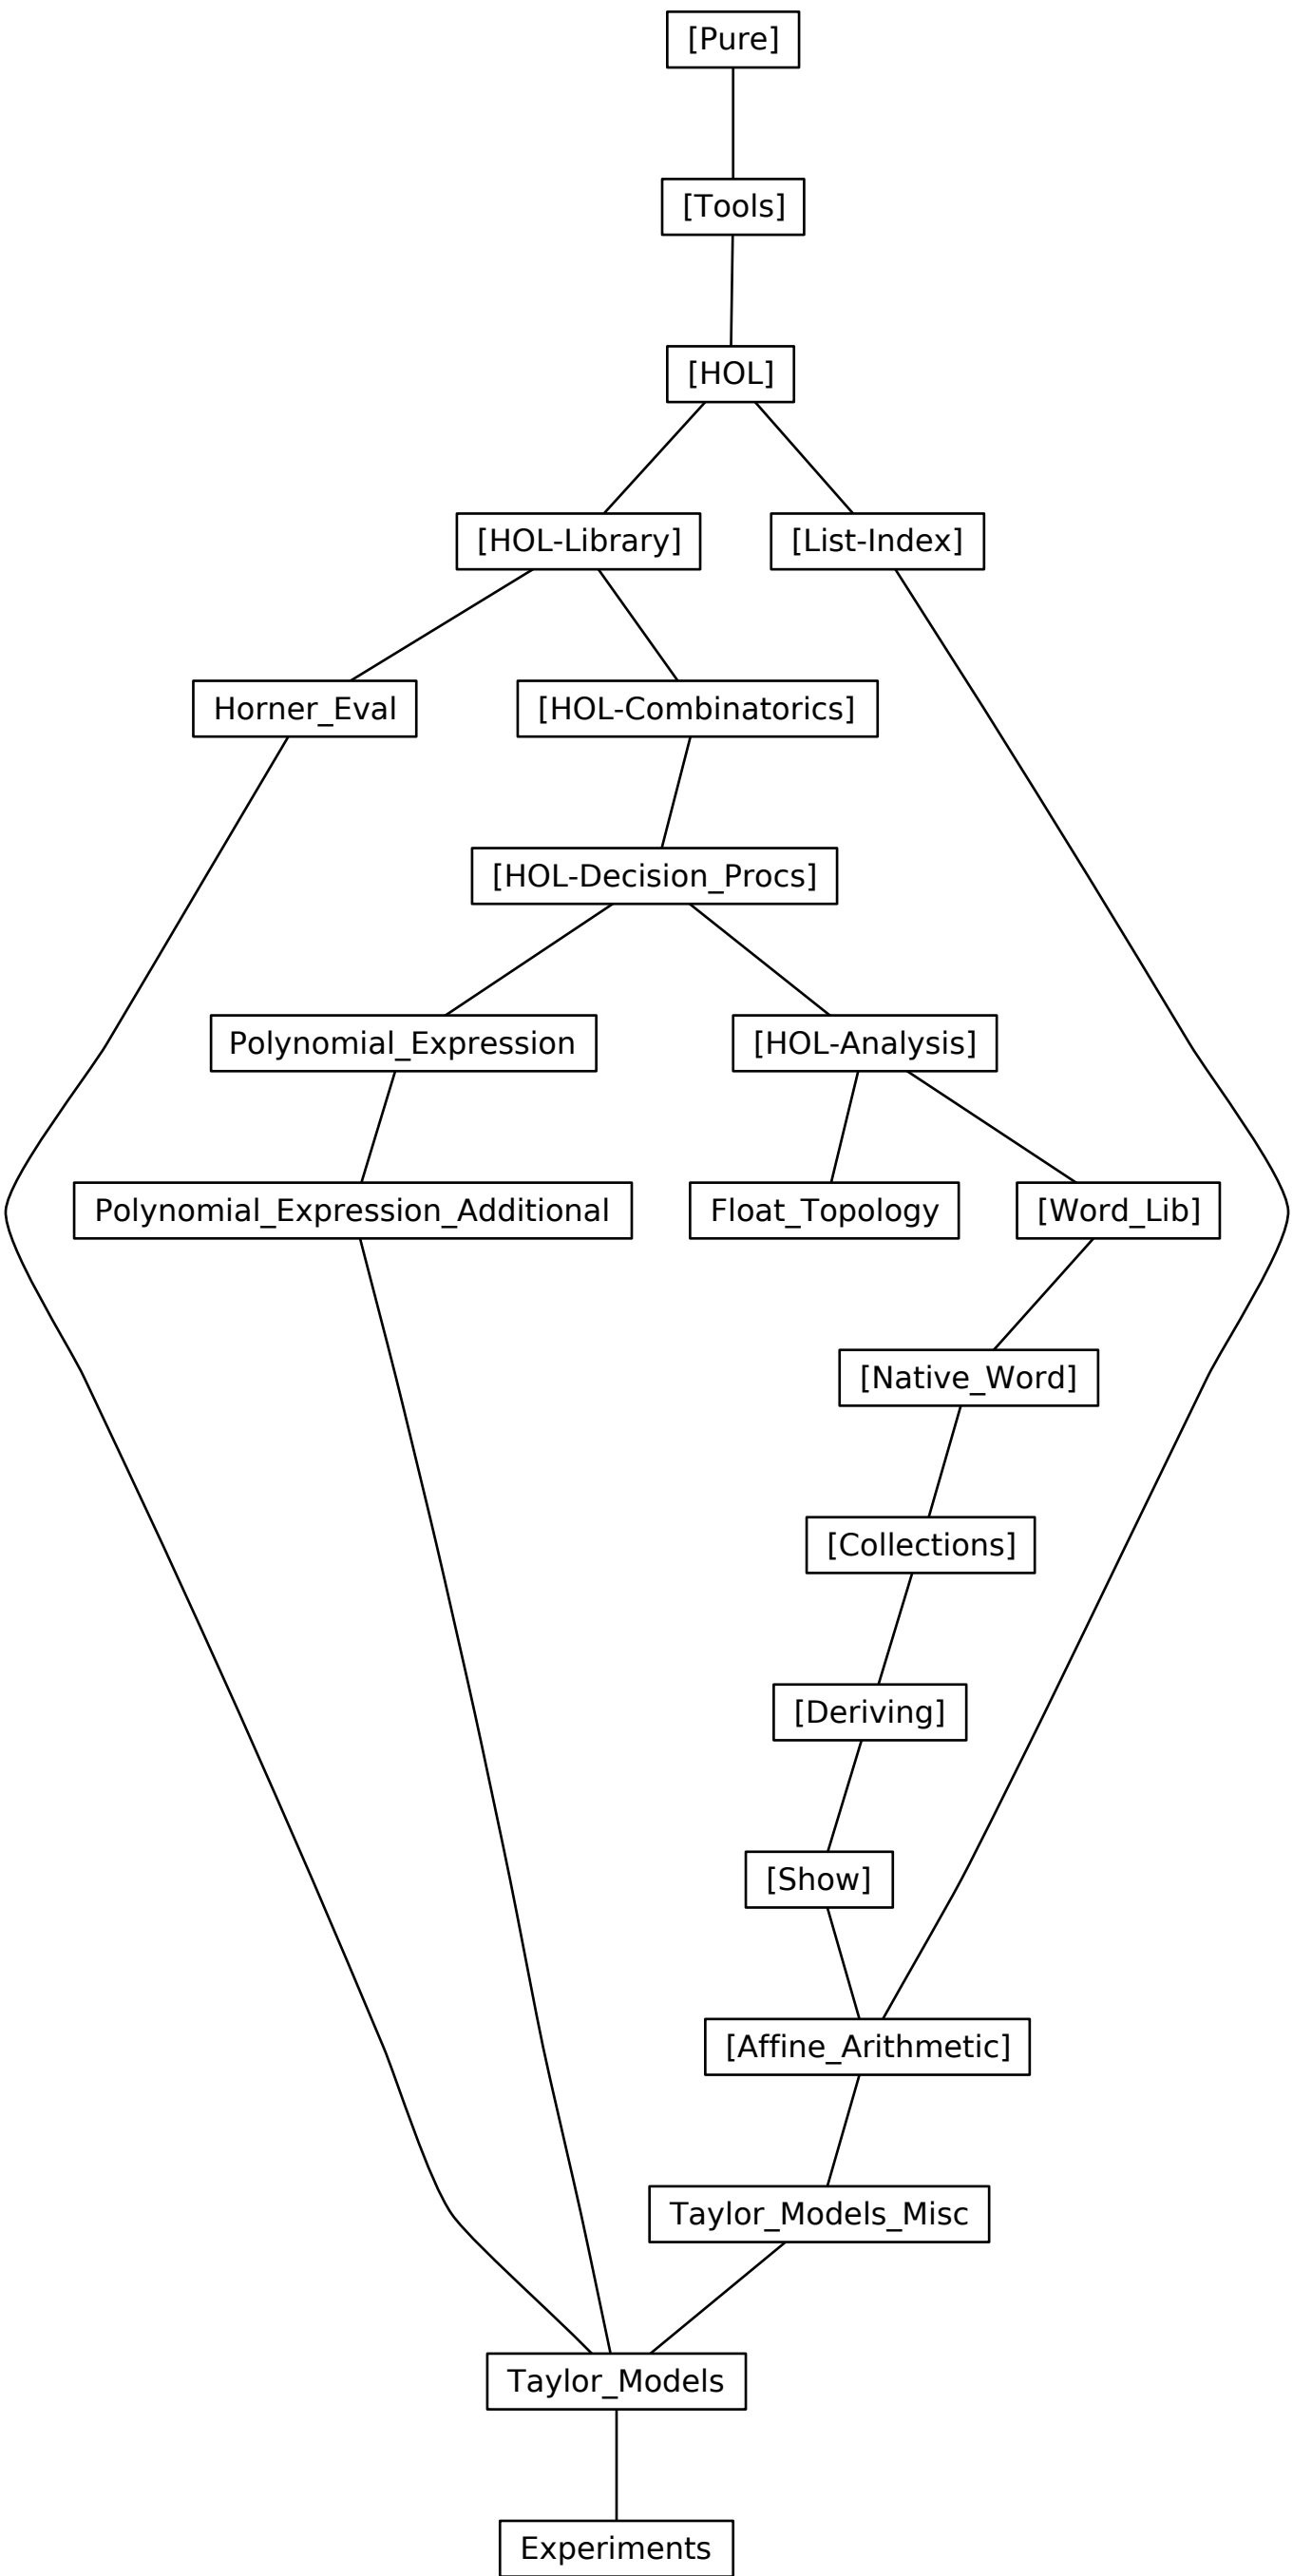 [Pure]
[Tools]
[HOL]
[HOL-Library]
[List-Index]
Horner_Eval
[HOL-Combinatorics]
[HOL-Decision_Procs]
Polynomial_Expression
[HOL-Analysis]
Polynomial_Expression_Additional
Float_Topology
[Word_Lib]
[Native_Word]
[Collections]
[Deriving]
[Show]
[Affine_Arithmetic]
Taylor_Models_Misc
Taylor_Models
Experiments